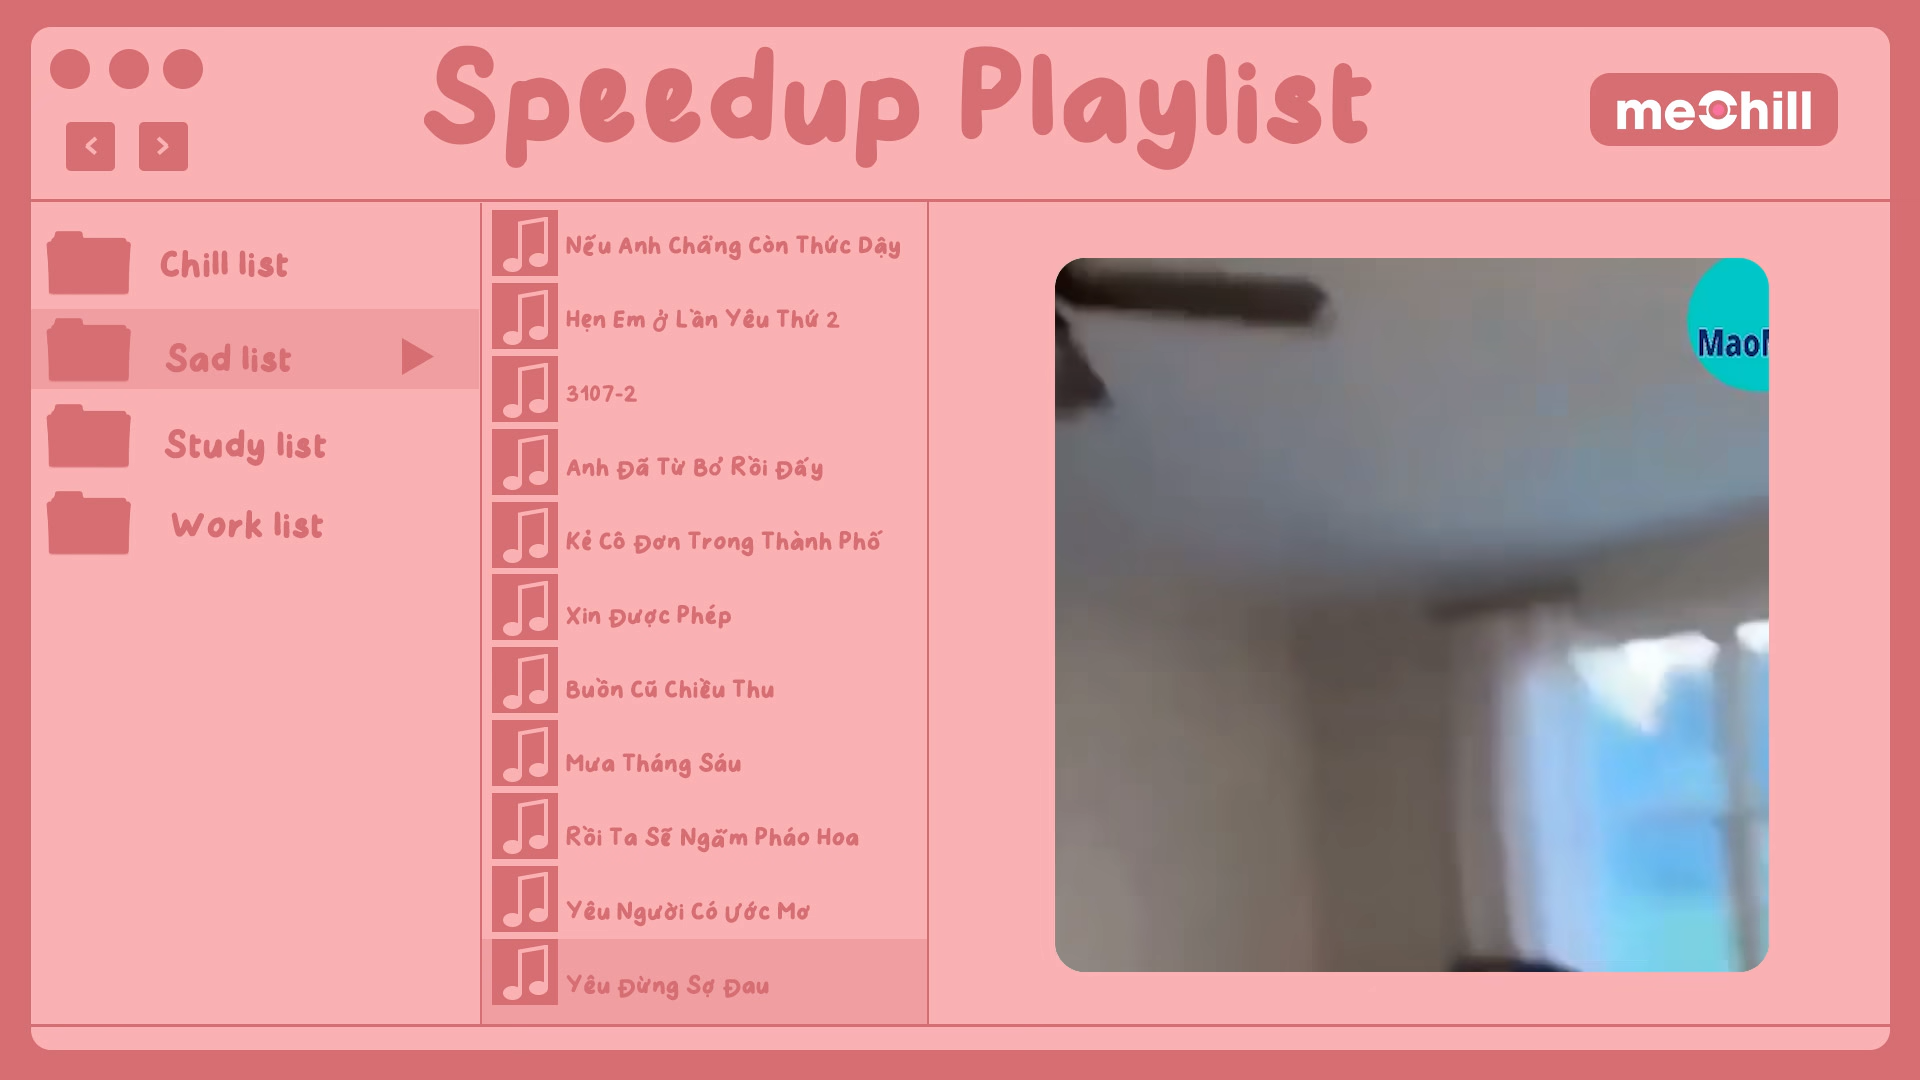 Speedup Playlist
meChill
Chill list
Sad list
Study list
Work list
Nếu Anh Chẳng Còn Thức Dậy
Hẹn Em ở Lần Yêu Thứ 2
3107-2
Anh Đã Từ Bỏ Rồi Đấy
Kẻ Cô Đơn Trong Thành Phố
Xin Được Phép
Buồn Cũ Chiều Thu
Mưa Tháng Sáu
Rồi Ta Sẽ Ngắm Pháo Hoa
Yêu Người Có Ước Mơ
Yêu Đừng Sợ Đau